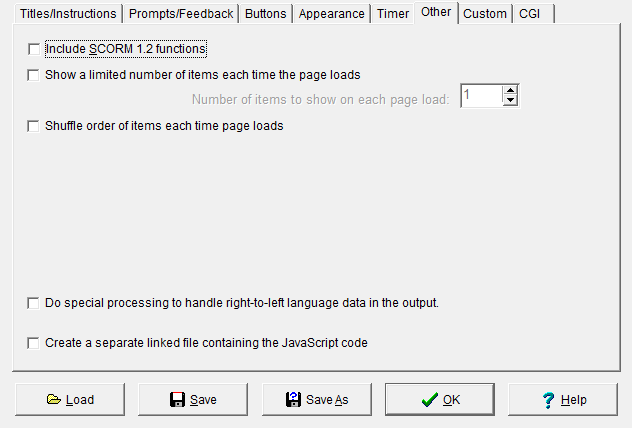 Titles/Instructions Prompts/Feedback Buttons Appearance Timer Other Custom CGI
Include SCORM 1.2 functions
Show a limited number of items each time the page loads
Number of items to show on each page load: 1
Shuffle order of items each time page loads
Do special processing to handle right-to-left language data in the output.
Create a separate linked file containing the JavaScript code
Load Save Save As OK Help